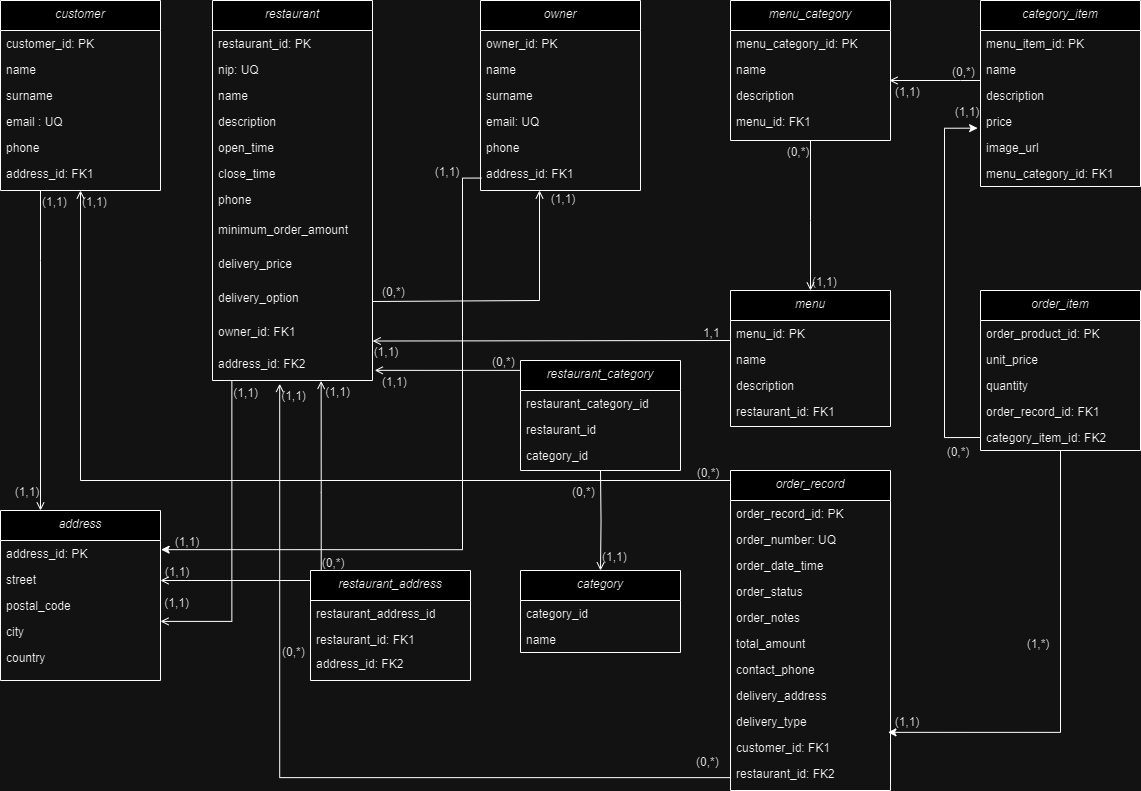 customer
customer_id: PK
name
surname
email : UQ
phone
address_id: FK1
(1,1)
(1,1)
restaurant
restaurant_id: PK
nip: UQ
name
description
open_time
close_time
phone
minimum_order_amount
delivery_price
delivery_option
owner_id: FK1
address_id: FK2
(0,*)
(1,1)
(1,1)
(1,1)
(1,1)
(1,1)
owner
owner_id: PK
name
surname
email: UQ
phone
address_id: FK1
(1,1)
(1,1)
menu_category
menu_category_id: PK
name
description
menu_id: FK1
(1,1)
(0,*)
category_item
menu_item_id: PK
name
description
price
image_url
menu_category_id: FK1
(0,*)
(1,1)
menu
menu_id: PK
name
description
restaurant_id: FK1
(1,1)
1,1
order_item
order_product_id: PK
unit_price
quantity
order_record_id: FK1
category_item_id: FK2
(0,*)
(1,*)
restaurant_category
restaurant_category_id
restaurant_id
category_id
(0,*)
(0,*)
address
address_id: PK
street
postal_code
city
country
(1,1)
(1,1)
(1,1)
(1,1)
restaurant_address
restaurant_address_id
restaurant_id: FK1
address_id: FK2
(0,*)
(0,*)
category
category_id
name
(1,1)
order_record
order_record_id: PK
order_number: UQ
order_date_time
order_status
order_notes
total_amount
contact_phone
delivery_address
delivery_type
customer_id: FK1
restaurant_id: FK2
(0,*)
(1,1)
(0,*)